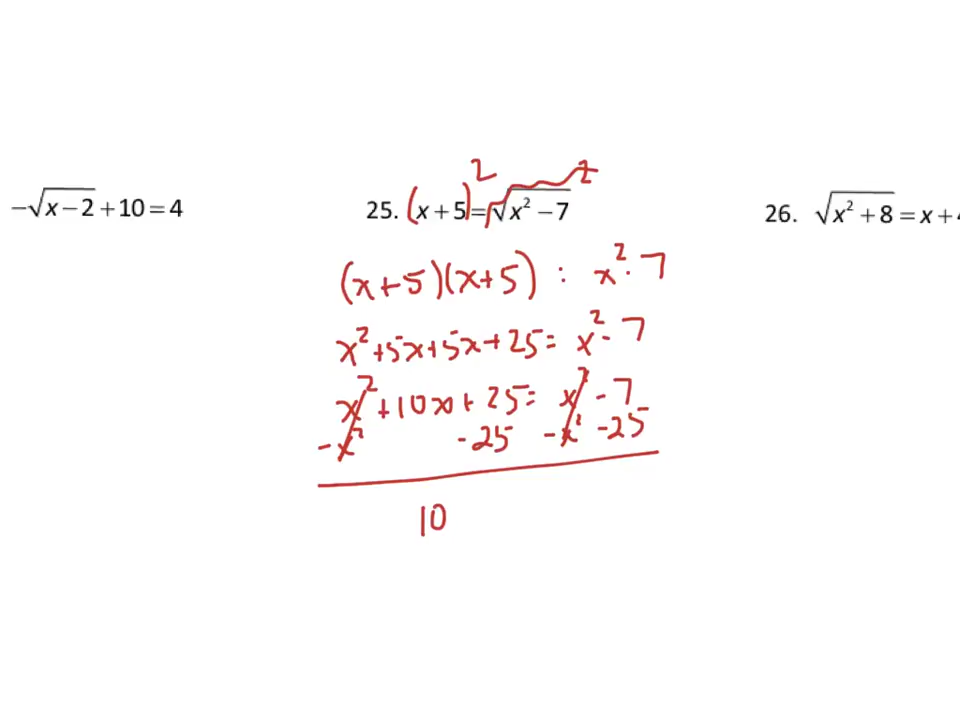 −√x−2 + 10 = 4
25. (x + 5)² = √x² − 7 ²
26. √x² + 8 = x +
(x+5)(x+5) : x² · 7
x² + 5x + 5x + 25 = x² - 7
x² + 10x + 25 = x² - 7
-x² -25 -x² -25
10